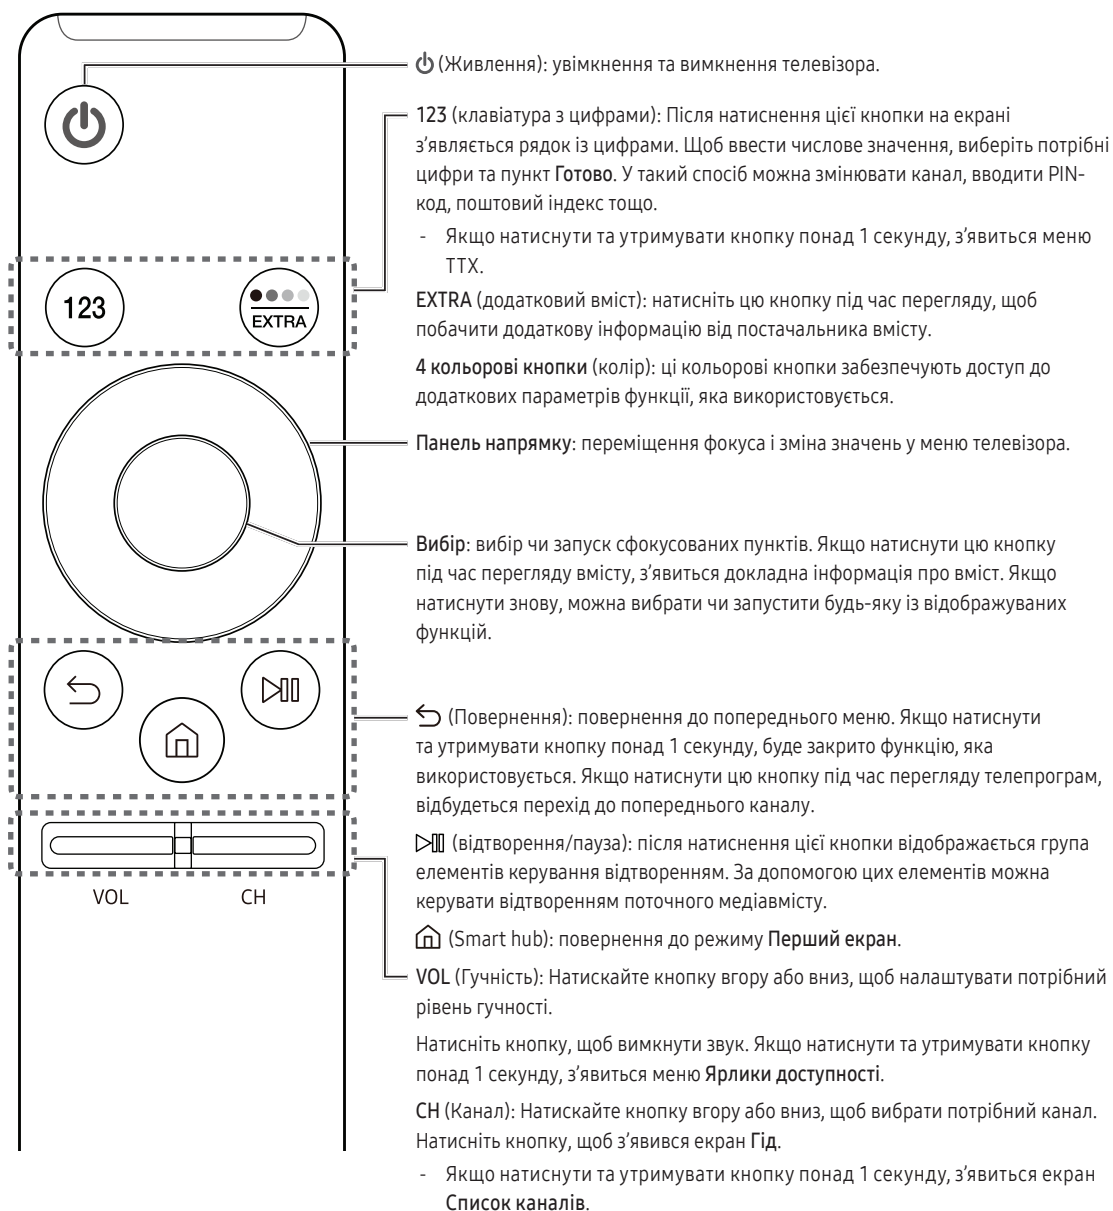 (Живлення): увімкнення та вимкнення телевізора.
123 (клавіатура з цифрами): Після натиснення цієї кнопки на екрані
з’являється рядок із цифрами. Щоб ввести числове значення, виберіть потрібні
цифри та пункт Готово. У такий спосіб можна змінювати канал, вводити PIN-
код, поштовий індекс тощо.
- Якщо натиснути та утримувати кнопку понад 1 секунду, з’явиться меню
TTX.
123
EXTRA
EXTRA (додатковий вміст): натисніть цю кнопку під час перегляду, щоб
побачити додаткову інформацію від постачальника вмісту.
4 кольорові кнопки (колір): ці кольорові кнопки забезпечують доступ до
додаткових параметрів функції, яка використовується.
Панель напрямку: переміщення фокуса і зміна значень у меню телевізора.
Вибір: вибір чи запуск сфокусованих пунктів. Якщо натиснути цю кнопку
під час перегляду вмісту, з’явиться докладна інформація про вміст. Якщо
натиснути знову, можна вибрати чи запустити будь-яку із відображуваних
функцій.
(Повернення): повернення до попереднього меню. Якщо натиснути
та утримувати кнопку понад 1 секунду, буде закрито функцію, яка
використовується. Якщо натиснути цю кнопку під час перегляду телепрограм,
відбудеться перехід до попереднього каналу.
(відтворення/пауза): після натиснення цієї кнопки відображається група
елементів керування відтворенням. За допомогою цих елементів можна
керувати відтворенням поточного медіавмісту.
VOL
CH
(Smart hub): повернення до режиму Перший екран.
VOL (Гучність): Натискайте кнопку вгору або вниз, щоб налаштувати потрібний
рівень гучності.
Натисніть кнопку, щоб вимкнути звук. Якщо натиснути та утримувати кнопку
понад 1 секунду, з’явиться меню Ярлики доступності.
CH (Канал): Натискайте кнопку вгору або вниз, щоб вибрати потрібний канал.
Натисніть кнопку, щоб з’явився екран Гід.
- Якщо натиснути та утримувати кнопку понад 1 секунду, з’явиться екран
Список каналів.